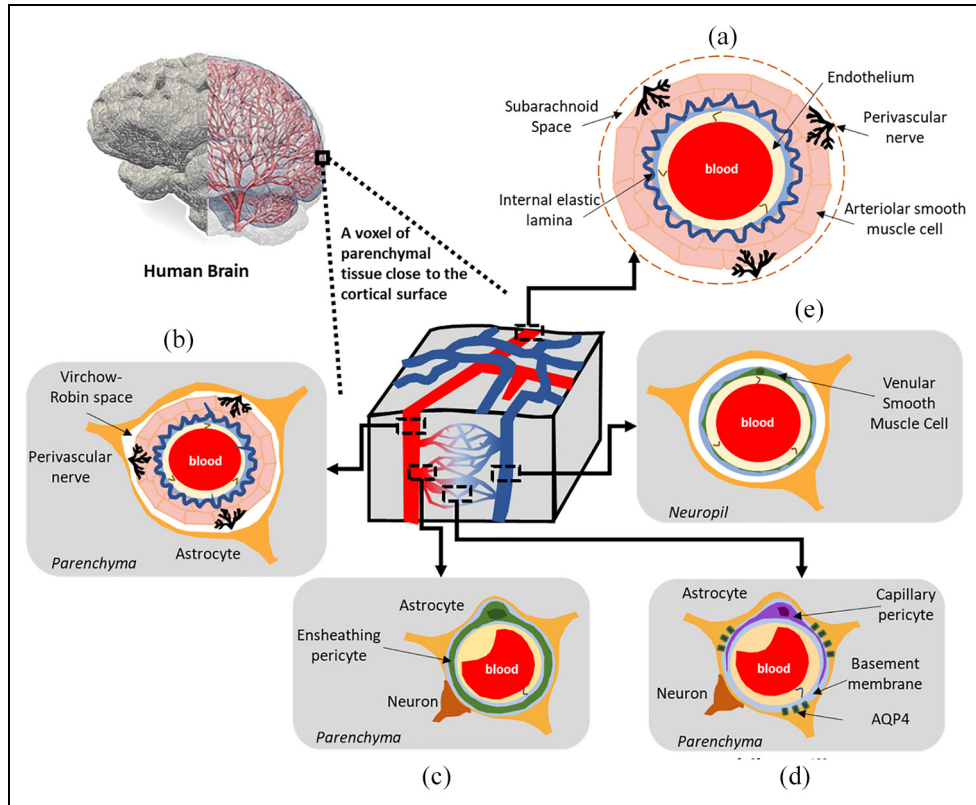 (a)
Subarachnoid
Space
Endothelium
Perivascular
nerve
blood
Internal elastic
lamina
Arteriolar smooth
muscle cell
Human Brain
A voxel of
parenchymal
tissue close to the
cortical surface
(b)
Virchow-
Robin space
Perivascular
nerve
blood
Astrocyte
Parenchyma
(e)
Venular
Smooth
Muscle Cell
blood
Neuropil
Astrocyte
Ensheathing
pericyte
blood
Neuron
Parenchyma
(c)
Astrocyte
Capillary
pericyte
blood
Basement
membrane
Neuron
AQP4
Parenchyma
(d)